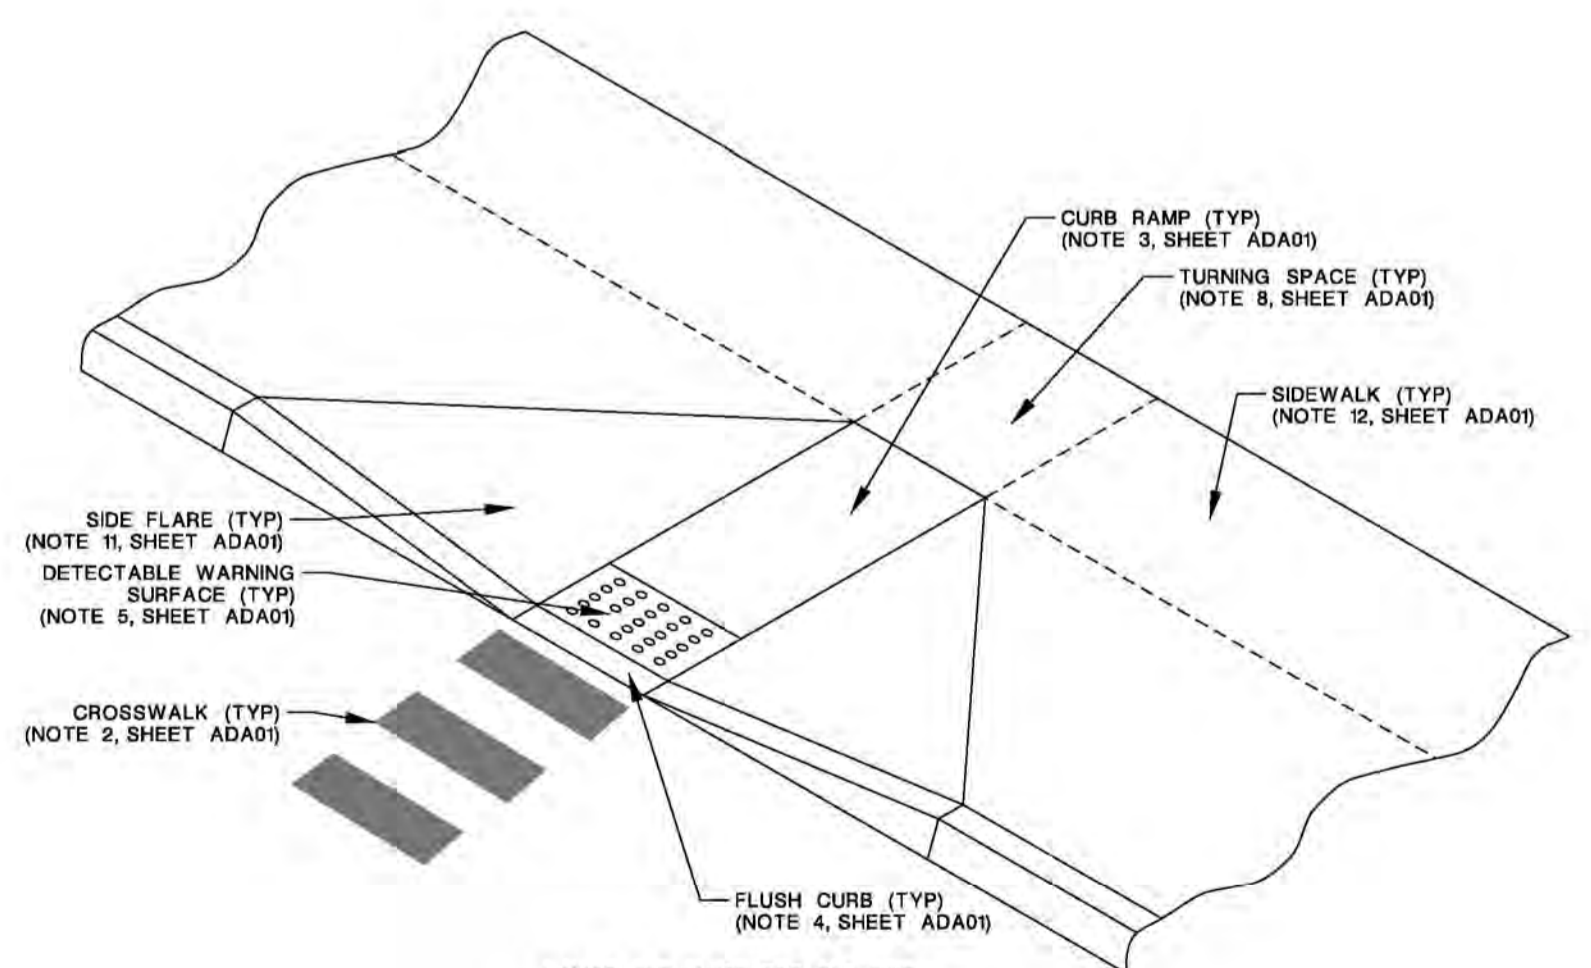 CURB RAMP (TYP)
(NOTE 3, SHEET ADA01)
TURNING SPACE (TYP)
(NOTE 8, SHEET ADA01)
SIDEWALK (TYP)
(NOTE 12, SHEET ADA01)
SIDE FLARE (TYP)
(NOTE 11, SHEET ADA01)
DETECTABLE WARNING
SURFACE (TYP)
(NOTE 5, SHEET ADA01)
CROSSWALK (TYP)
(NOTE 2, SHEET ADA01)
FLUSH CURB (TYP)
(NOTE 4, SHEET ADA01)